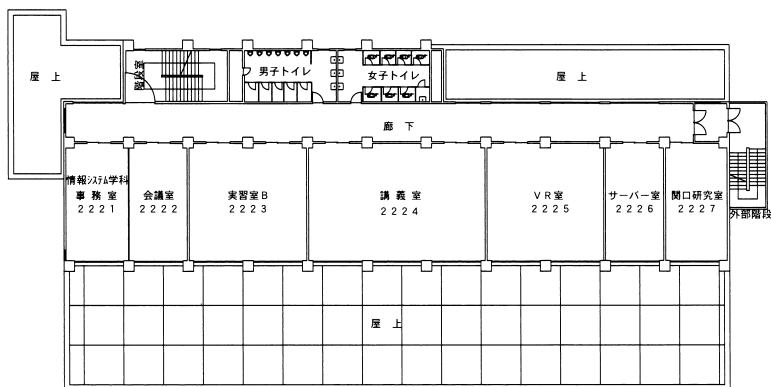 屋上
階段室
男子トイレ
女子トイレ
屋上
廊下
情報システム学科
事務室
2221
会議室
2222
実習室B
2223
講義室
2224
VR室
2225
サーバー室
2226
関口研究室
2227
外部階段
屋上